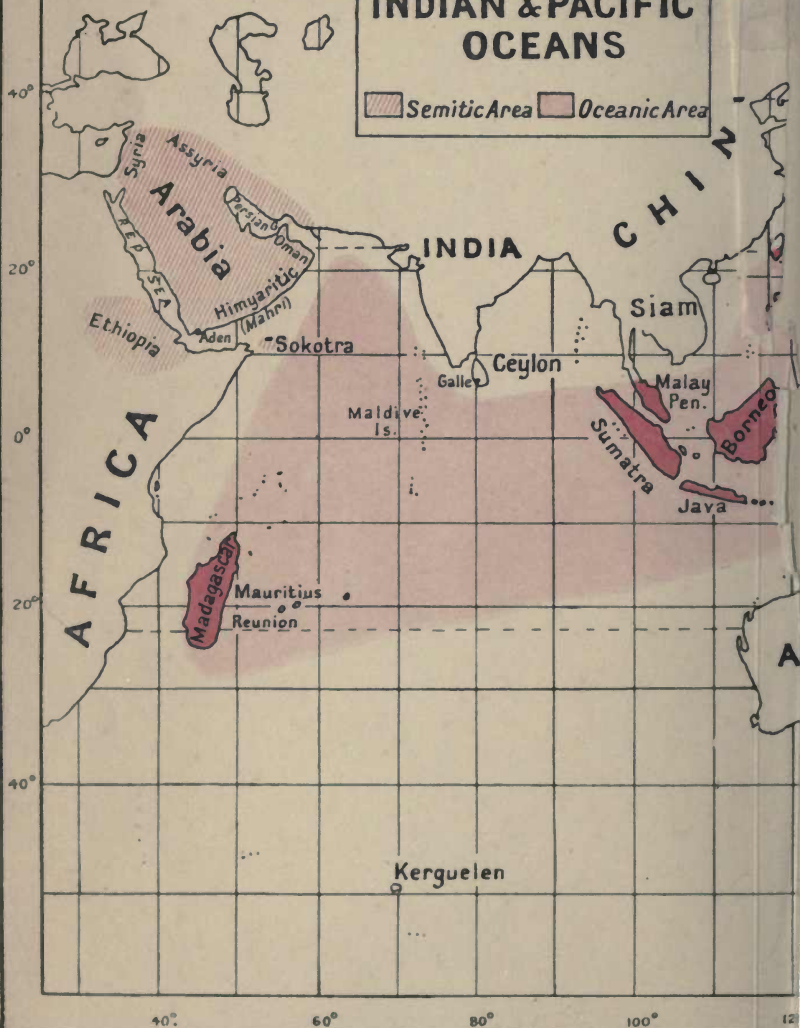 INDIAN & PACIFIC
OCEANS
Semitic Area
Oceanic Area
40°
Syria
Assyria
Arabia
Persian G
Oman
RED SEA
Himyaritic
(Mahri)
Aden
Ethiopia
Sokotra
20°
INDIA
CHIN
Siam
Ceylon
Galle
Maldive
Is.
Malay
Pen.
Borneo
Sumatra
Java
0°
AFRICA
Madagascar
Mauritius
Reunion
20°
A
40°
Kerguelen
40°
60°
80°
100°
12